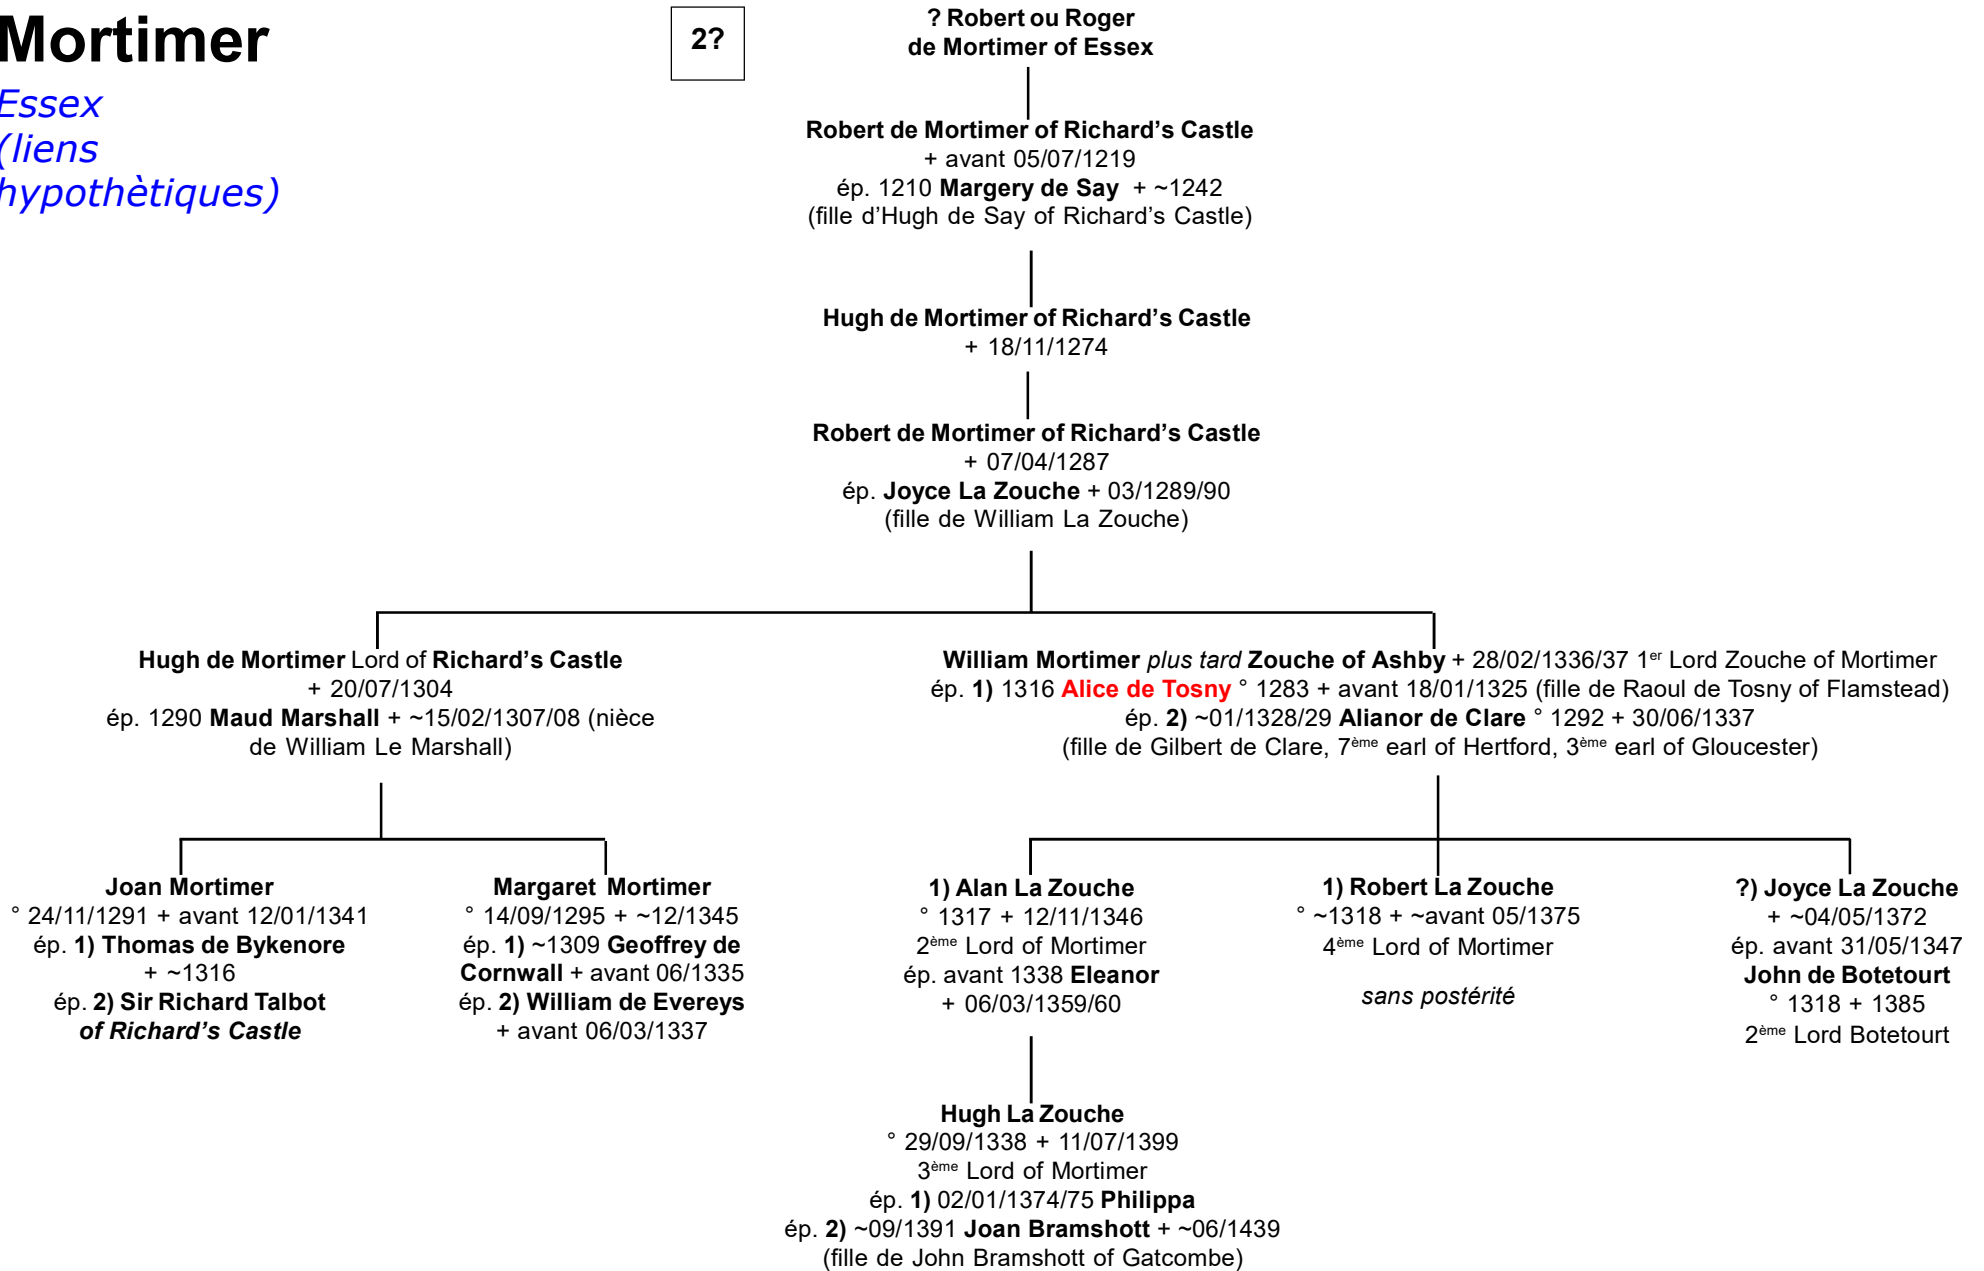 Mortimer
Essex
(liens
hypothètiques)
2?
? Robert ou Roger
de Mortimer of Essex
Robert de Mortimer of Richard’s Castle
+ avant 05/07/1219
ép. 1210 Margery de Say + ~1242
(fille d’Hugh de Say of Richard’s Castle)
Hugh de Mortimer of Richard’s Castle
+ 18/11/1274
Robert de Mortimer of Richard’s Castle
+ 07/04/1287
ép. Joyce La Zouche + 03/1289/90
(fille de William La Zouche)
Hugh de Mortimer Lord of Richard’s Castle
+ 20/07/1304
ép. 1290 Maud Marshall + ~15/02/1307/08 (nièce
de William Le Marshall)
William Mortimer plus tard Zouche of Ashby + 28/02/1336/37 1er Lord Zouche of Mortimer
ép. 1) 1316 Alice de Tosny ° 1283 + avant 18/01/1325 (fille de Raoul de Tosny of Flamstead)
ép. 2) ~01/1328/29 Alianor de Clare ° 1292 + 30/06/1337
(fille de Gilbert de Clare, 7ème earl of Hertford, 3ème earl of Gloucester)
Joan Mortimer
° 24/11/1291 + avant 12/01/1341
ép. 1) Thomas de Bykenore
+ ~1316
ép. 2) Sir Richard Talbot
of Richard’s Castle
Margaret Mortimer
° 14/09/1295 + ~12/1345
ép. 1) ~1309 Geoffrey de
Cornwall + avant 06/1335
ép. 2) William de Evereys
+ avant 06/03/1337
1) Alan La Zouche
° 1317 + 12/11/1346
2ème Lord of Mortimer
ép. avant 1338 Eleanor
+ 06/03/1359/60
1) Robert La Zouche
° ~1318 + ~avant 05/1375
4ème Lord of Mortimer
sans postérité
?) Joyce La Zouche
+ ~04/05/1372
ép. avant 31/05/1347
John de Botetourt
° 1318 + 1385
2ème Lord Botetourt
Hugh La Zouche
° 29/09/1338 + 11/07/1399
3ème Lord of Mortimer
ép. 1) 02/01/1374/75 Philippa
ép. 2) ~09/1391 Joan Bramshott + ~06/1439
(fille de John Bramshott of Gatcombe)